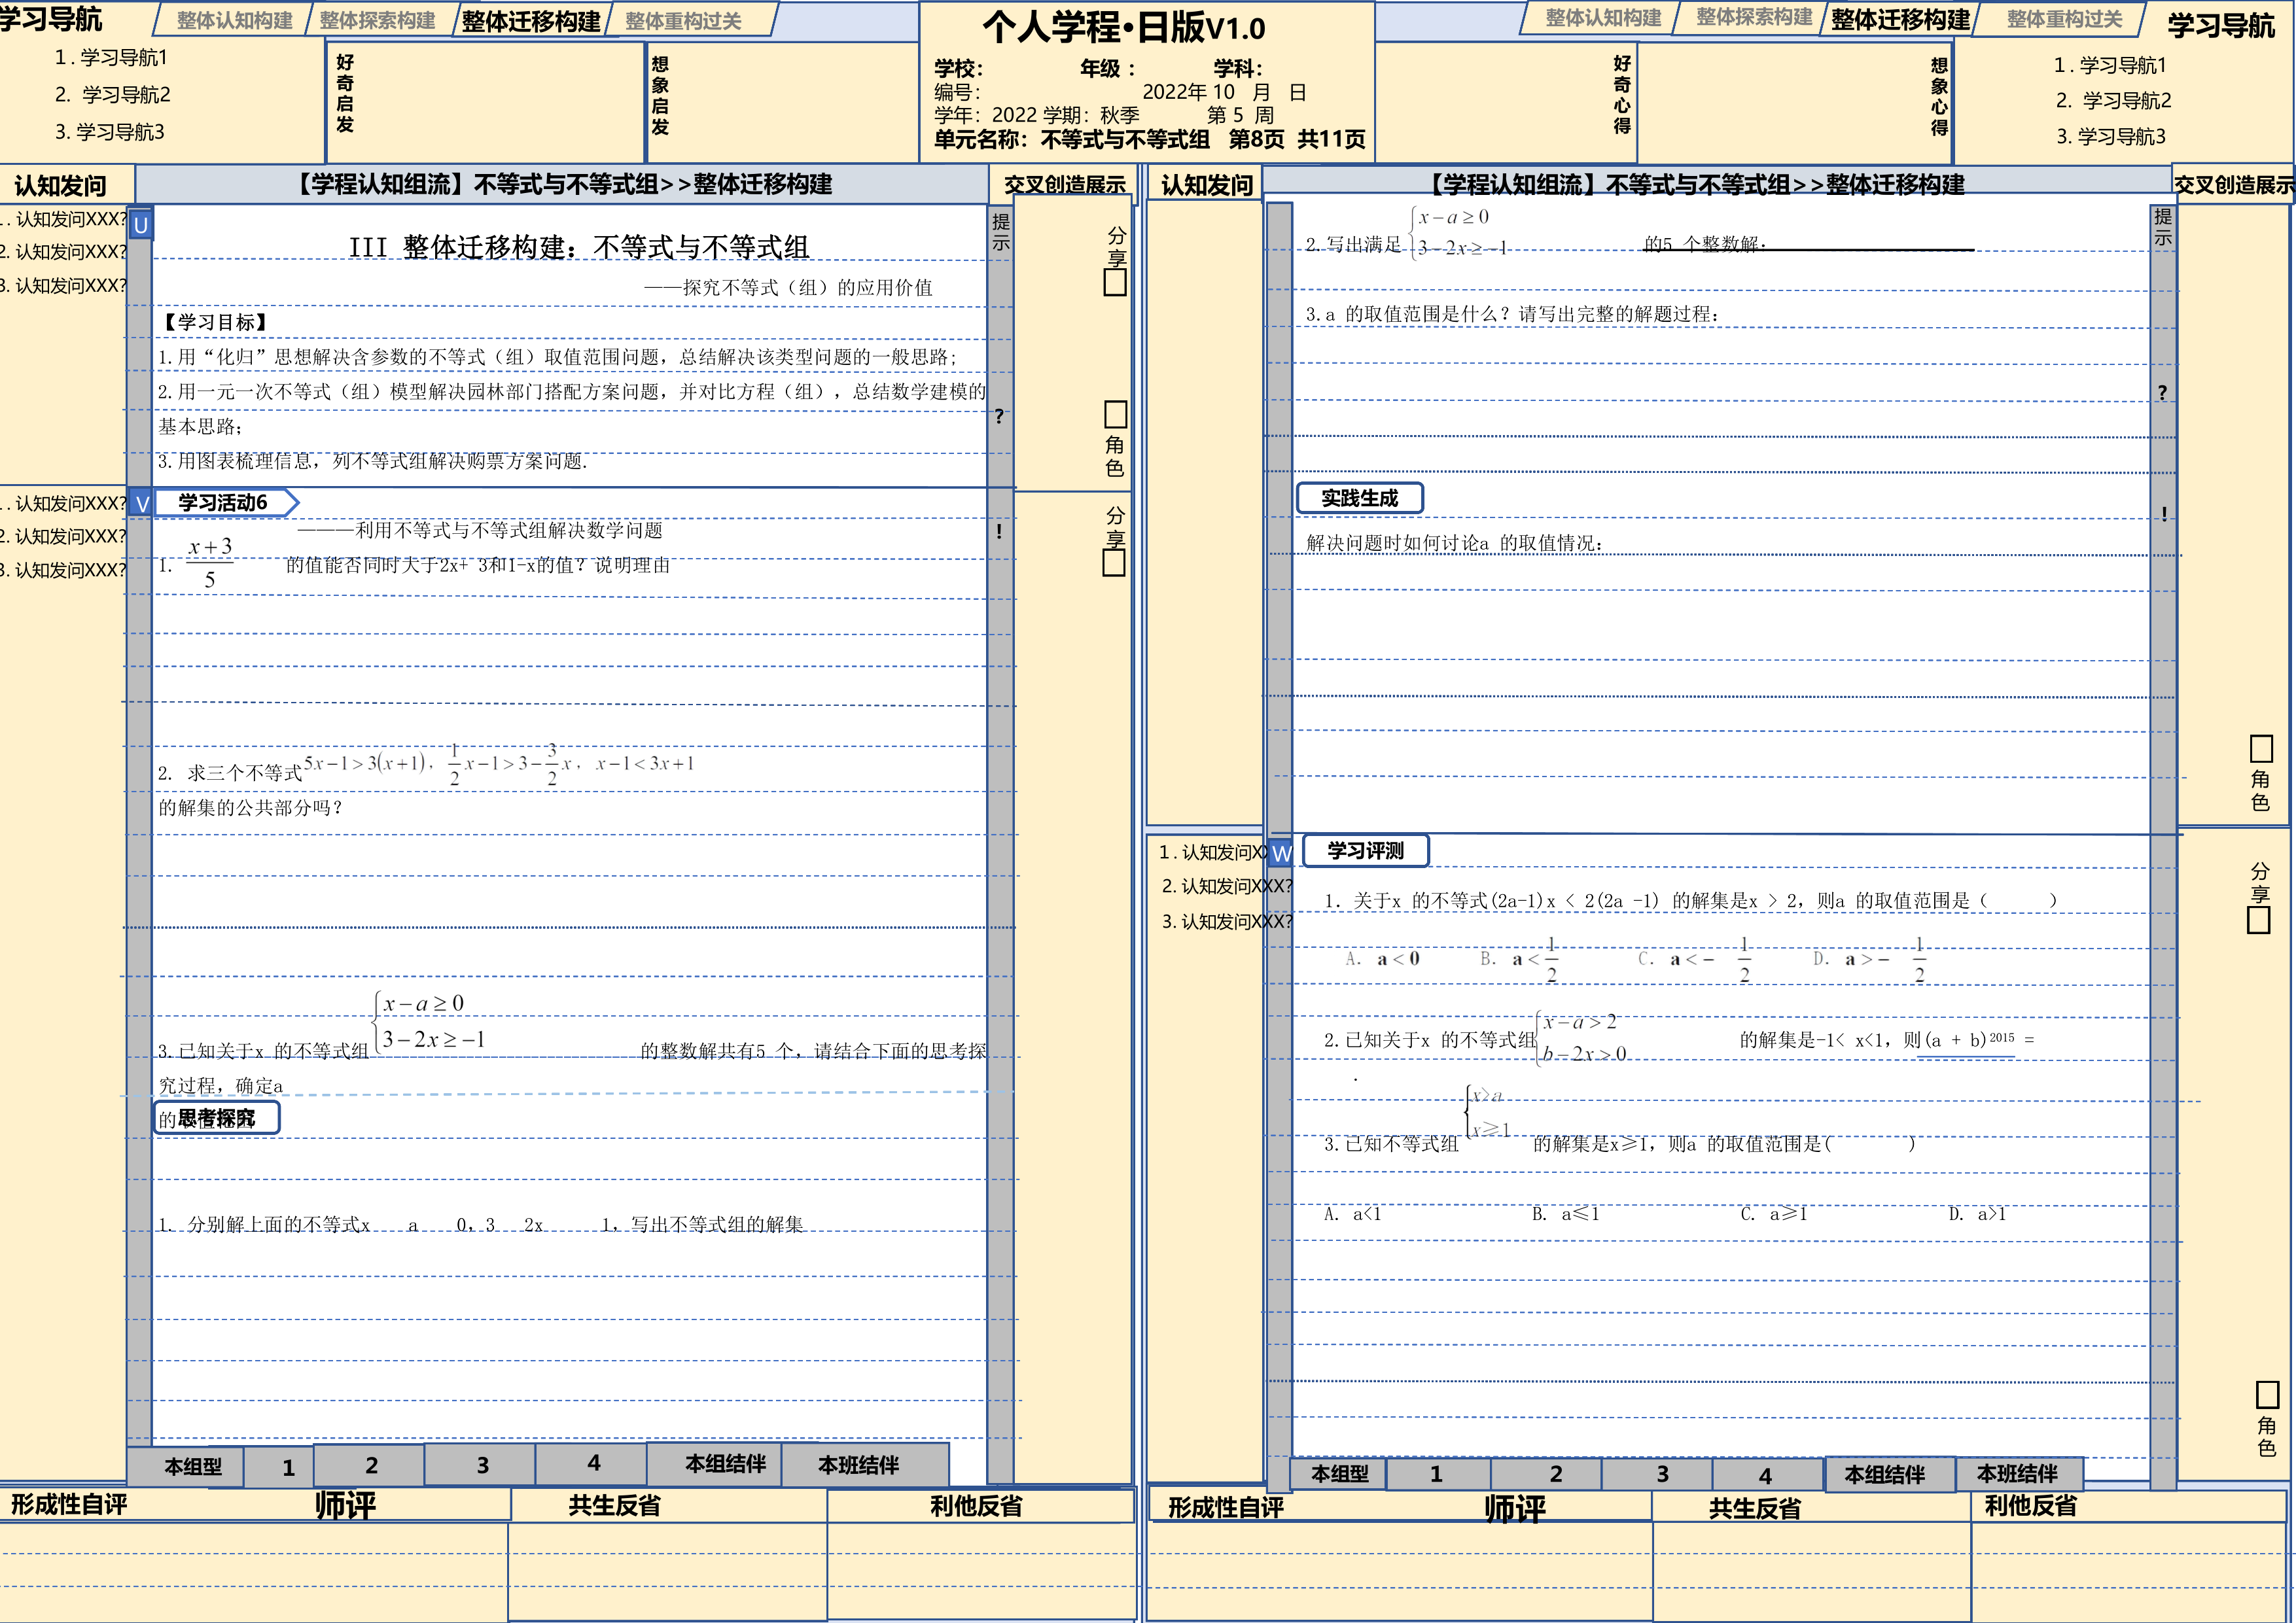 学习导航
整体认知构建
整体探索构建
整体迁移构建
整体重构过关
1．学习导航1
2．学习导航2
3．学习导航3
好奇启发
想象启发
个人学程•日版V1.0
学校：　年级：　学科：
编号：　2022年 10 月 日
学年：2022 学期：秋季　第 5 周
单元名称：不等式与不等式组　第8页 共11页
整体认知构建
整体探索构建
整体迁移构建
整体重构过关
学习导航
好奇心得
想象心得
1．学习导航1
2．学习导航2
3．学习导航3
认知发问
【学程认知组流】不等式与不等式组>>整体迁移构建
交叉创造展示
. 认知发问XXX?
2. 认知发问XXX?
3. 认知发问XXX?
U
III 整体迁移构建：不等式与不等式组
——探究不等式（组）的应用价值
【学习目标】
1.用“化归”思想解决含参数的不等式（组）取值范围问题，总结解决该类型问题的一般思路；
2.用一元一次不等式（组）模型解决园林部门搭配方案问题，并对比方程（组），总结数学建模的
基本思路；
3.用图表梳理信息，列不等式组解决购票方案问题.
提示
?
!
分享
角色
. 认知发问XXX?
2. 认知发问XXX?
3. 认知发问XXX?
V
学习活动6
———利用不等式与不等式组解决数学问题
1. (x+3)/5 的值能否同时大于2x+ 3和1-x的值？说明理由
分享
2. 求三个不等式 5x−1>3(x+1)，1/2x−1>3−3/2x，x−1<3x+1
的解集的公共部分吗？
3.已知关于x 的不等式组{x−a≥0 3−2x≥−1 的整数解共有5 个，请结合下面的思考探
究过程，确定a
思考探究
1. 分别解上面的不等式x a 0，3 2x 1，写出不等式组的解集
本组型 1 2 3 4 本组结伴 本班结伴
形成性自评 师评 共生反省 利他反省
认知发问
【学程认知组流】不等式与不等式组>>整体迁移构建
交叉创造展示
2.写出满足{x−a≥0 3−2x≥−1 的5 个整数解：
3.a 的取值范围是什么？请写出完整的解题过程：
提示
?
!
实践生成
解决问题时如何讨论a 的取值情况：
角色
1．认知发问X
2. 认知发问XXX?
3. 认知发问XXX?
W
学习评测
1. 关于x 的不等式(2a-1)x < 2(2a -1) 的解集是x > 2，则a 的取值范围是（　）
A. a<0　B. a<1/2　C. a<−1/2　D. a>−1/2
2.已知关于x 的不等式组{x−a>2 b−2x>0 的解集是-1< x<1，则(a + b)²⁰¹⁵ =
.
3.已知不等式组{x>a x≥1 的解集是x≥1，则a 的取值范围是(　)
A. a<1　B. a≤1　C. a≥1　D. a>1
分享
角色
本组型 1 2 3 4 本组结伴 本班结伴
形成性自评 师评 共生反省 利他反省